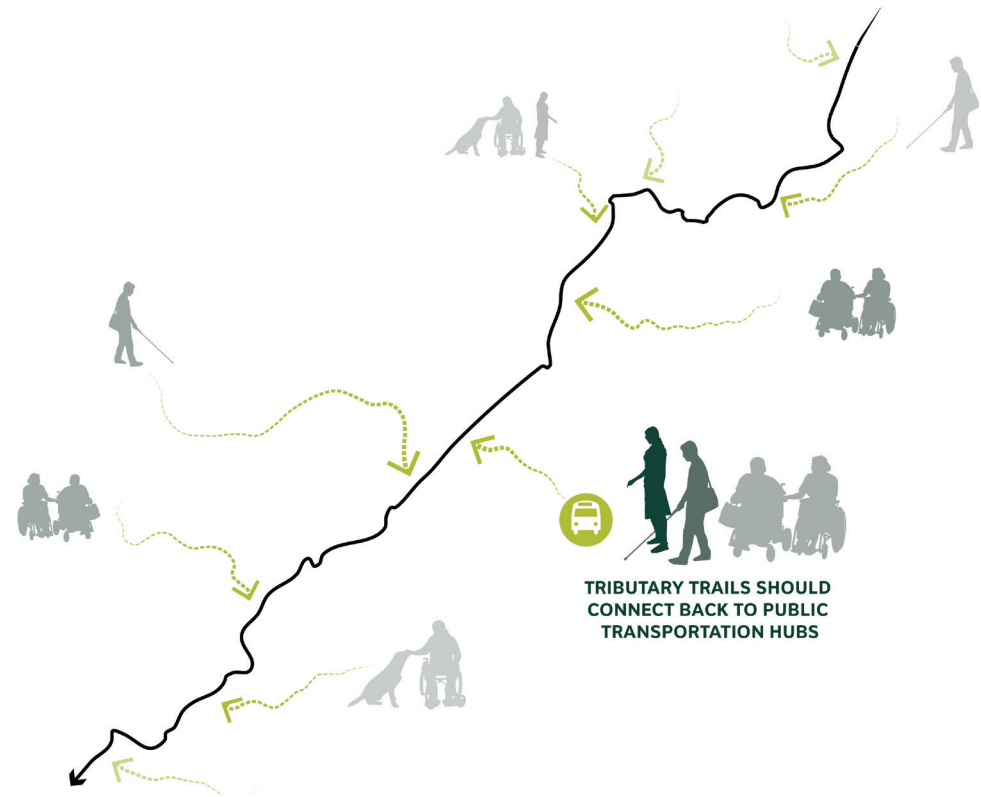 TRIBUTARY TRAILS SHOULD
CONNECT BACK TO PUBLIC
TRANSPORTATION HUBS